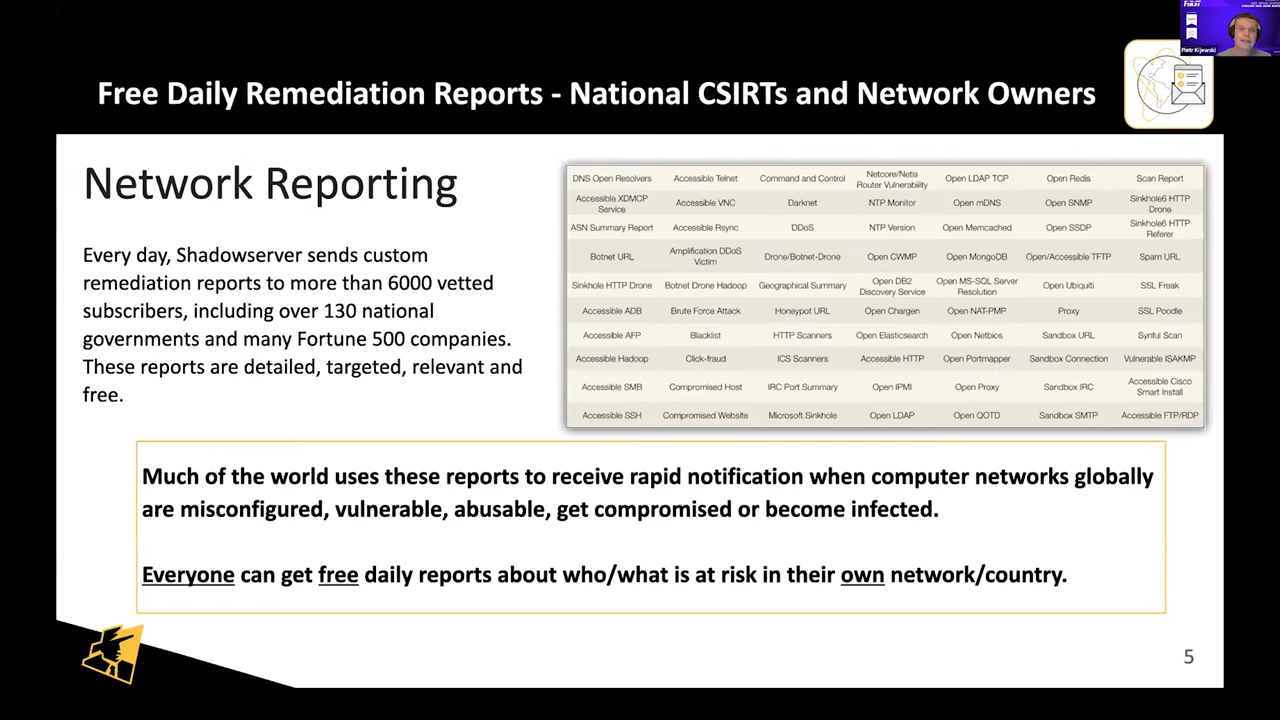 FIRST
Piotr Kijewski
Free Daily Remediation Reports - National CSIRTs and Network Owners
Network Reporting
Every day, Shadowserver sends custom
remediation reports to more than 6000 vetted
subscribers, including over 130 national
governments and many Fortune 500 companies.
These reports are detailed, targeted, relevant and
free.
DNS Open Resolvers Accessible Telnet Command and Control Netcore/Netis Router Vulnerability Open LDAP TCP Open Redis Scan Report
Accessible XDMCP Service Accessible VNC Darknet NTP Monitor Open mDNS Open SNMP Sinkhole6 HTTP Drone
ASN Summary Report Accessible Rsync DDoS NTP Version Open Memcached Open SSDP Sinkhole6 HTTP Referer
Botnet URL Amplification DDoS Victim Drone/Botnet-Drone Open CWMP Open MongoDB Open/Accessible TFTP Spam URL
Sinkhole HTTP Drone Botnet Drone Hadoop Geographical Summary Open DB2 Discovery Service Open MS-SQL Server Resolution Open Ubiquiti SSL Freak
Accessible ADB Brute Force Attack Honeypot URL Open Chargen Open NAT-PMP Proxy SSL Poodle
Accessible AFP Blacklist HTTP Scanners Open Elasticsearch Open Netbios Sandbox URL Synful Scan
Accessible Hadoop Click-fraud ICS Scanners Accessible HTTP Open Portmapper Sandbox Connection Vulnerable ISAKMP
Accessible SMB Compromised Host IRC Port Summary Open IPMI Open Proxy Sandbox IRC Accessible Cisco Smart Install
Accessible SSH Compromised Website Microsoft Sinkhole Open LDAP Open QOTD Sandbox SMTP Accessible FTP/RDP
Much of the world uses these reports to receive rapid notification when computer networks globally
are misconfigured, vulnerable, abusable, get compromised or become infected.
Everyone can get free daily reports about who/what is at risk in their own network/country.
5